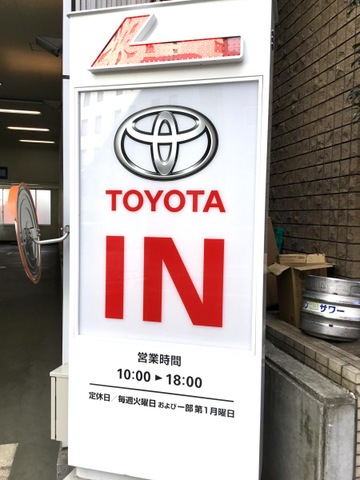 TOYOTA
IN
営業時間
10:00 ▶ 18:00
定休日／毎週火曜日 および 一部 第1月曜日
サワー